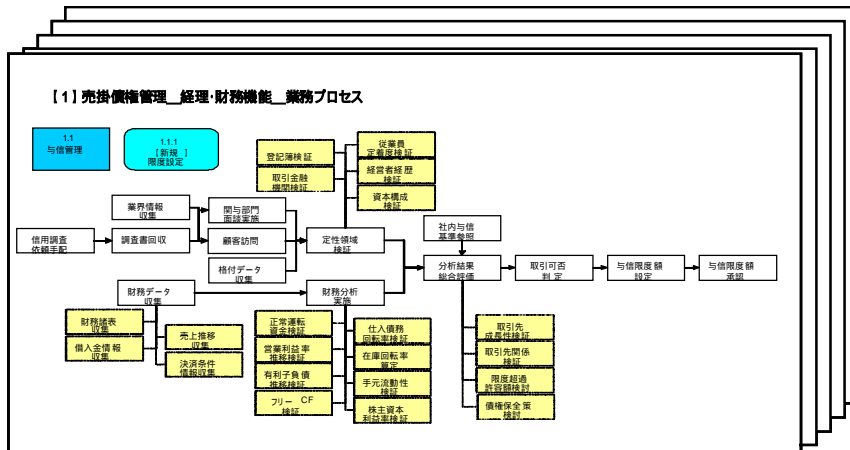 【1】売掛債権管理__経理・財務機能__業務プロセス
1.1
与信管理
1.1.1
【新規】
限度設定
登記簿検証
取引金融
機関検証
従業員
定着度検証
経営者経歴
検証
資本構成
検証
業界情報
収集
関与部門
面談実施
信用調査
依頼手配
調査書回収
顧客訪問
定性領域
検証
格付データ
収集
社内与信
基準参照
分析結果
総合評価
取引可否
判定
与信限度額
設定
与信限度額
承認
財務データ
収集
財務分析
実施
財務諸表
収集
借入金情報
収集
売上推移
収集
決済条件
情報収集
正常運転
資金検証
営業利益率
推移検証
有利子負債
推移検証
フリー CF
検証
仕入債務
回転率検証
在庫回転率
算定
手元流動性
検証
株主資本
利益率検証
取引先
成長性検証
取引先関係
検証
限度超過
許容額検討
債権保全策
検討